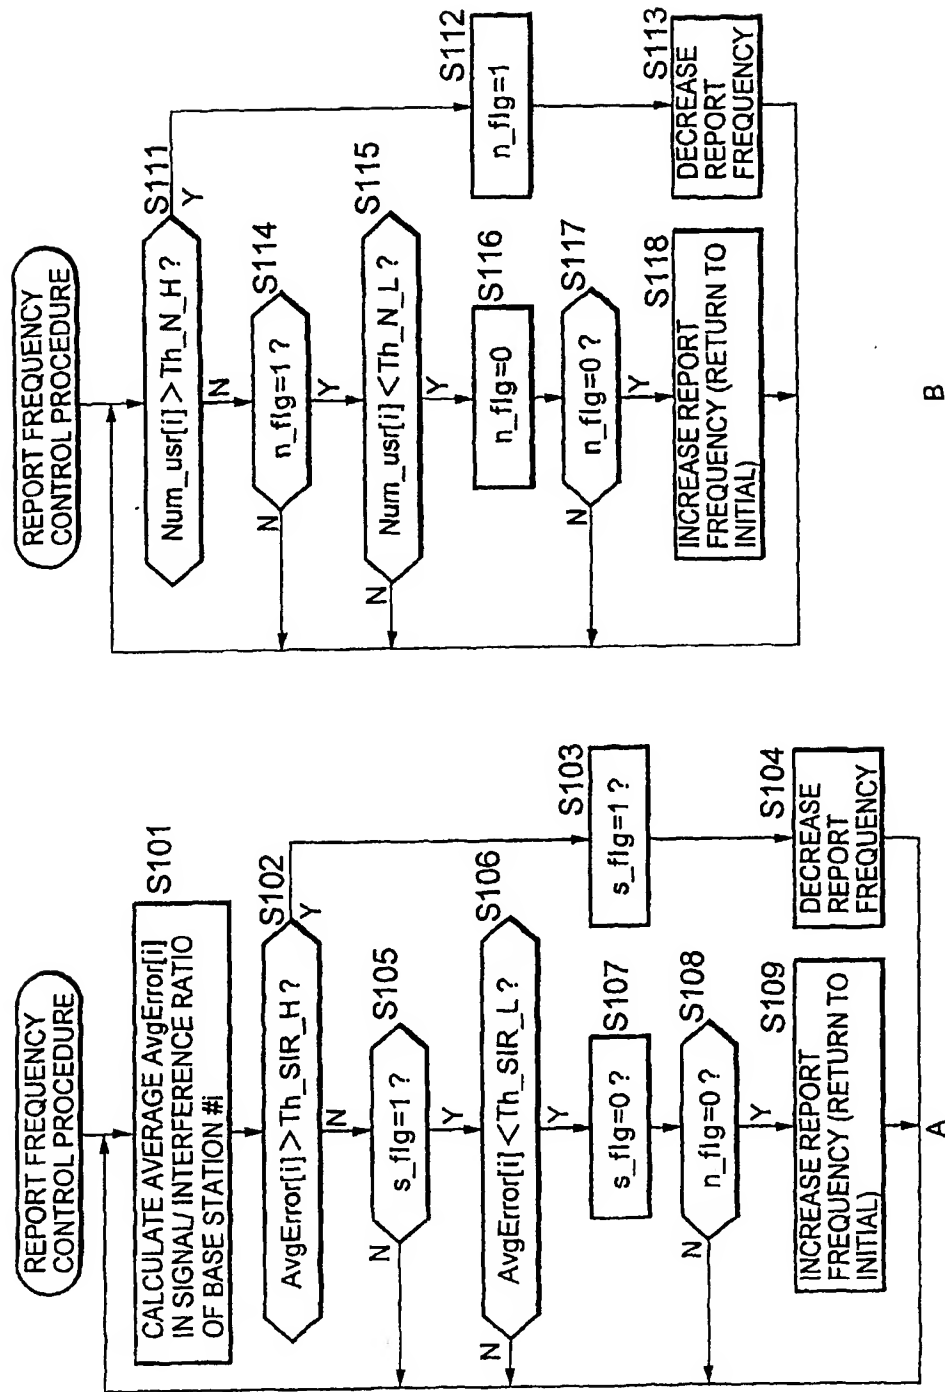 REPORT FREQUENCY
CONTROL PROCEDURE
S101
CALCULATE AVERAGE AvgError[i]
IN SIGNAL/ INTERFERENCE RATIO
OF BASE STATION #i
S102
AvgError[i] > Th_SIR_H ?
Y
N
S103
s_flg=1 ?
S104
DECREASE
REPORT
FREQUENCY
S105
s_flg=1 ?
N
Y
S106
AvgError[i] < Th_SIR_L ?
N
Y
S107
s_flg=0 ?
S108
n_flg=0 ?
N
Y
S109
INCREASE REPORT
FREQUENCY (RETURN TO
INITIAL)
A
REPORT FREQUENCY
CONTROL PROCEDURE
S111
Num_usr[i] > Th_N_H ?
Y
N
S112
n_flg=1
S113
DECREASE
REPORT
FREQUENCY
S114
n_flg=1 ?
N
Y
S115
Num_usr[i] < Th_N_L ?
N
Y
S116
n_flg=0
S117
n_flg=0 ?
N
Y
S118
INCREASE REPORT
FREQUENCY (RETURN TO
INITIAL)
B